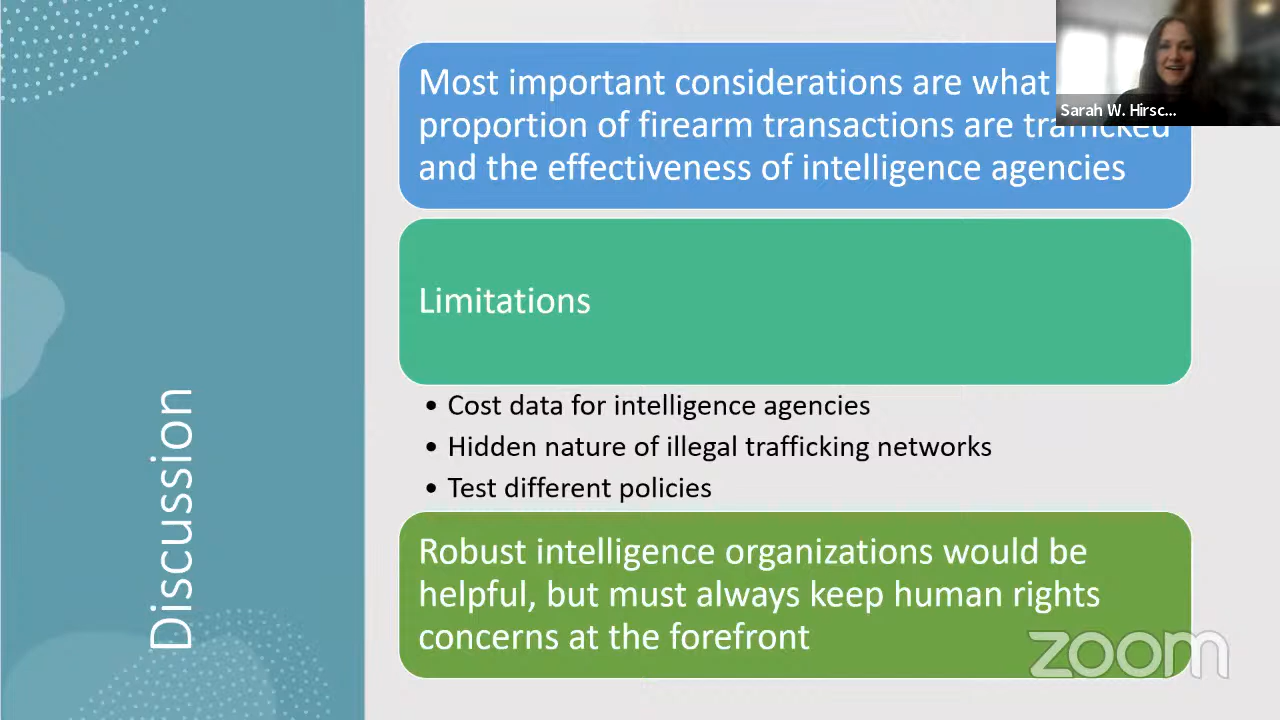 Most important considerations are what
Sarah W. Hirsc...
proportion of firearm transactions are trafficked
and the effectiveness of intelligence agencies
Limitations
• Cost data for intelligence agencies
• Hidden nature of illegal trafficking networks
• Test different policies
Discussion
Robust intelligence organizations would be
helpful, but must always keep human rights
concerns at the forefront
zoom